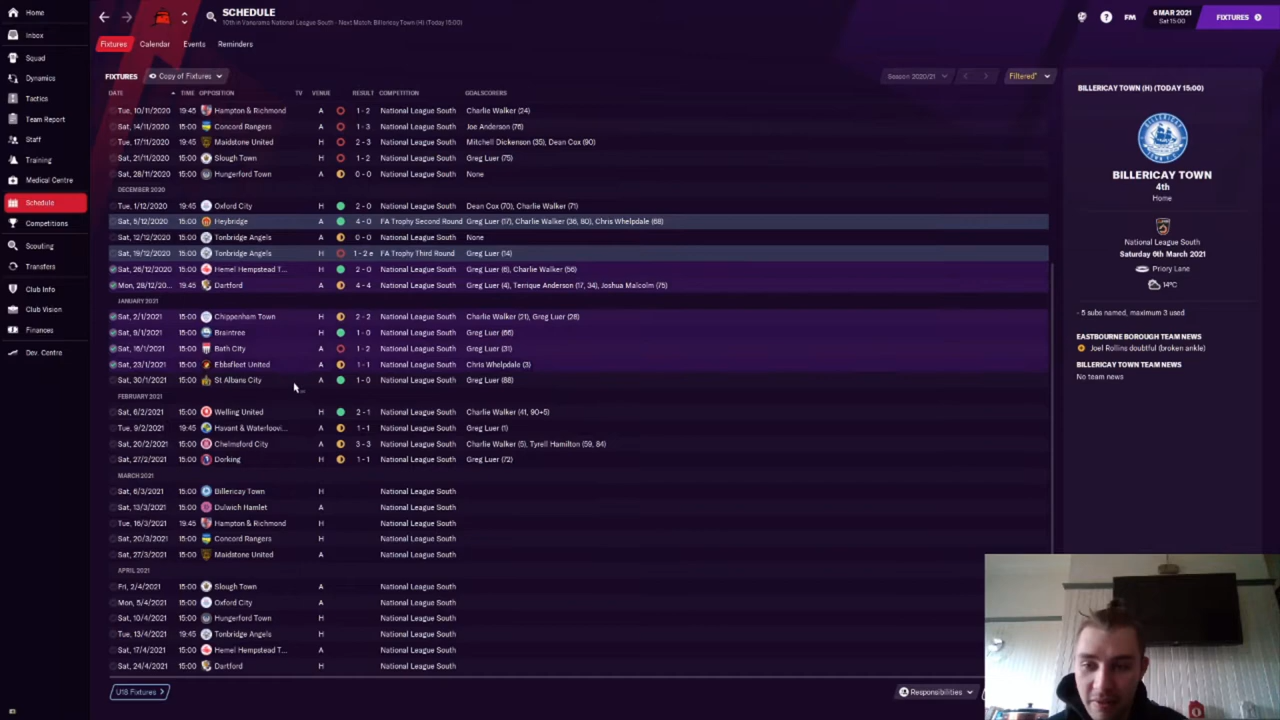 Home
Inbox
Squad
Dynamics
Tactics
Team Report
Staff
Training
Medical Centre
Schedule
Competitions
Scouting
Transfers
Club Info
Club Vision
Finances
Dev. Centre
SCHEDULE
10th in Vanarama National League South - Next Match: Billericay Town (H) (Today 15:00)
FM
6 MAR 2021
Sat 15:00
FIXTURES
Fixtures Calendar Events Reminders
FIXTURES Copy of Fixtures Season 2020/21 Filtered*
DATE TIME OPPOSITION TV VENUE RESULT COMPETITION GOALSCORERS
Tue, 10/11/2020 19:45 Hampton & Richmond A 1 - 2 National League South Charlie Walker (24)
Sat, 14/11/2020 15:00 Concord Rangers A 1 - 3 National League South Joe Anderson (76)
Tue, 17/11/2020 19:45 Maidstone United H 2 - 3 National League South Mitchell Dickenson (35), Dean Cox (90)
Sat, 21/11/2020 15:00 Slough Town H 1 - 2 National League South Greg Luer (75)
Sat, 28/11/2020 15:00 Hungerford Town A 0 - 0 National League South None
DECEMBER 2020
Tue, 1/12/2020 19:45 Oxford City H 2 - 0 National League South Dean Cox (70), Charlie Walker (71)
Sat, 5/12/2020 15:00 Heybridge A 4 - 0 FA Trophy Second Round Greg Luer (17), Charlie Walker (36, 80), Chris Whelpdale (68)
Sat, 12/12/2020 15:00 Tonbridge Angels A 0 - 0 National League South None
Sat, 19/12/2020 15:00 Tonbridge Angels H 1 - 2 e FA Trophy Third Round Greg Luer (14)
Sat, 26/12/2020 15:00 Hemel Hempstead T... H 2 - 0 National League South Greg Luer (6), Charlie Walker (56)
Mon, 28/12/20... 19:45 Dartford A 4 - 4 National League South Greg Luer (4), Terrique Anderson (17, 34), Joshua Malcolm (75)
JANUARY 2021
Sat, 2/1/2021 15:00 Chippenham Town H 2 - 2 National League South Charlie Walker (21), Greg Luer (28)
Sat, 9/1/2021 15:00 Braintree H 1 - 0 National League South Greg Luer (66)
Sat, 16/1/2021 15:00 Bath City A 1 - 2 National League South Greg Luer (31)
Sat, 23/1/2021 15:00 Ebbsfleet United A 1 - 1 National League South Chris Whelpdale (3)
Sat, 30/1/2021 15:00 St Albans City A 1 - 0 National League South Greg Luer (88)
FEBRUARY 2021
Sat, 6/2/2021 15:00 Welling United H 2 - 1 National League South Charlie Walker (41, 90+5)
Tue, 9/2/2021 19:45 Havant & Waterloovi... A 1 - 1 National League South Greg Luer (1)
Sat, 20/2/2021 15:00 Chelmsford City A 3 - 3 National League South Charlie Walker (5), Tyrell Hamilton (59, 84)
Sat, 27/2/2021 15:00 Dorking H 1 - 1 National League South Greg Luer (72)
MARCH 2021
Sat, 6/3/2021 15:00 Billericay Town H National League South
Sat, 13/3/2021 15:00 Dulwich Hamlet A National League South
Tue, 16/3/2021 19:45 Hampton & Richmond H National League South
Sat, 20/3/2021 15:00 Concord Rangers H National League South
Sat, 27/3/2021 15:00 Maidstone United A National League South
APRIL 2021
Fri, 2/4/2021 15:00 Slough Town A National League South
Mon, 5/4/2021 15:00 Oxford City A National League South
Sat, 10/4/2021 15:00 Hungerford Town H National League South
Tue, 13/4/2021 19:45 Tonbridge Angels H National League South
Sat, 17/4/2021 15:00 Hemel Hempstead T... A National League South
Sat, 24/4/2021 15:00 Dartford H National League South
U18 Fixtures
Responsibilities
BILLERICAY TOWN (H) (TODAY 15:00)
BILLERICAY TOWN
4th
Home
National League South
Saturday 6th March 2021
Priory Lane
14°C
- 5 subs named, maximum 3 used
EASTBOURNE BOROUGH TEAM NEWS
Joel Rollins doubtful (broken ankle)
BILLERICAY TOWN TEAM NEWS
No team news